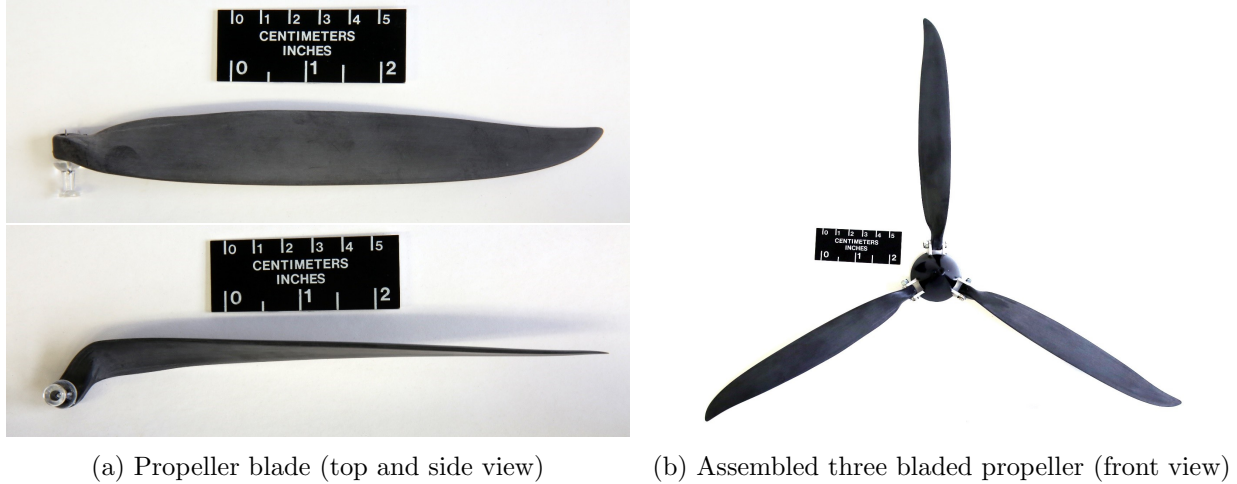 0 1 2 3 4 5
CENTIMETERS
INCHES
0 1 2
0 1 2 3 4 5
CENTIMETERS
INCHES
0 1 2
0 1 2 3 4 5
CENTIMETERS
INCHES
0 1 2
(a) Propeller blade (top and side view)
(b) Assembled three bladed propeller (front view)